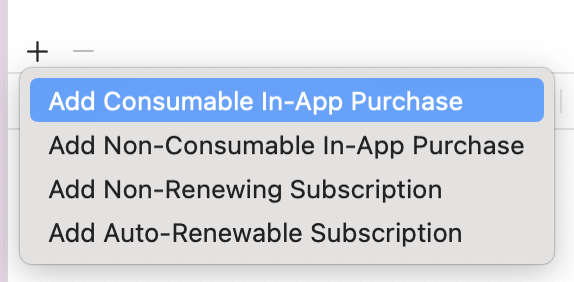 Add Consumable In-App Purchase
Add Non-Consumable In-App Purchase
Add Non-Renewing Subscription
Add Auto-Renewable Subscription